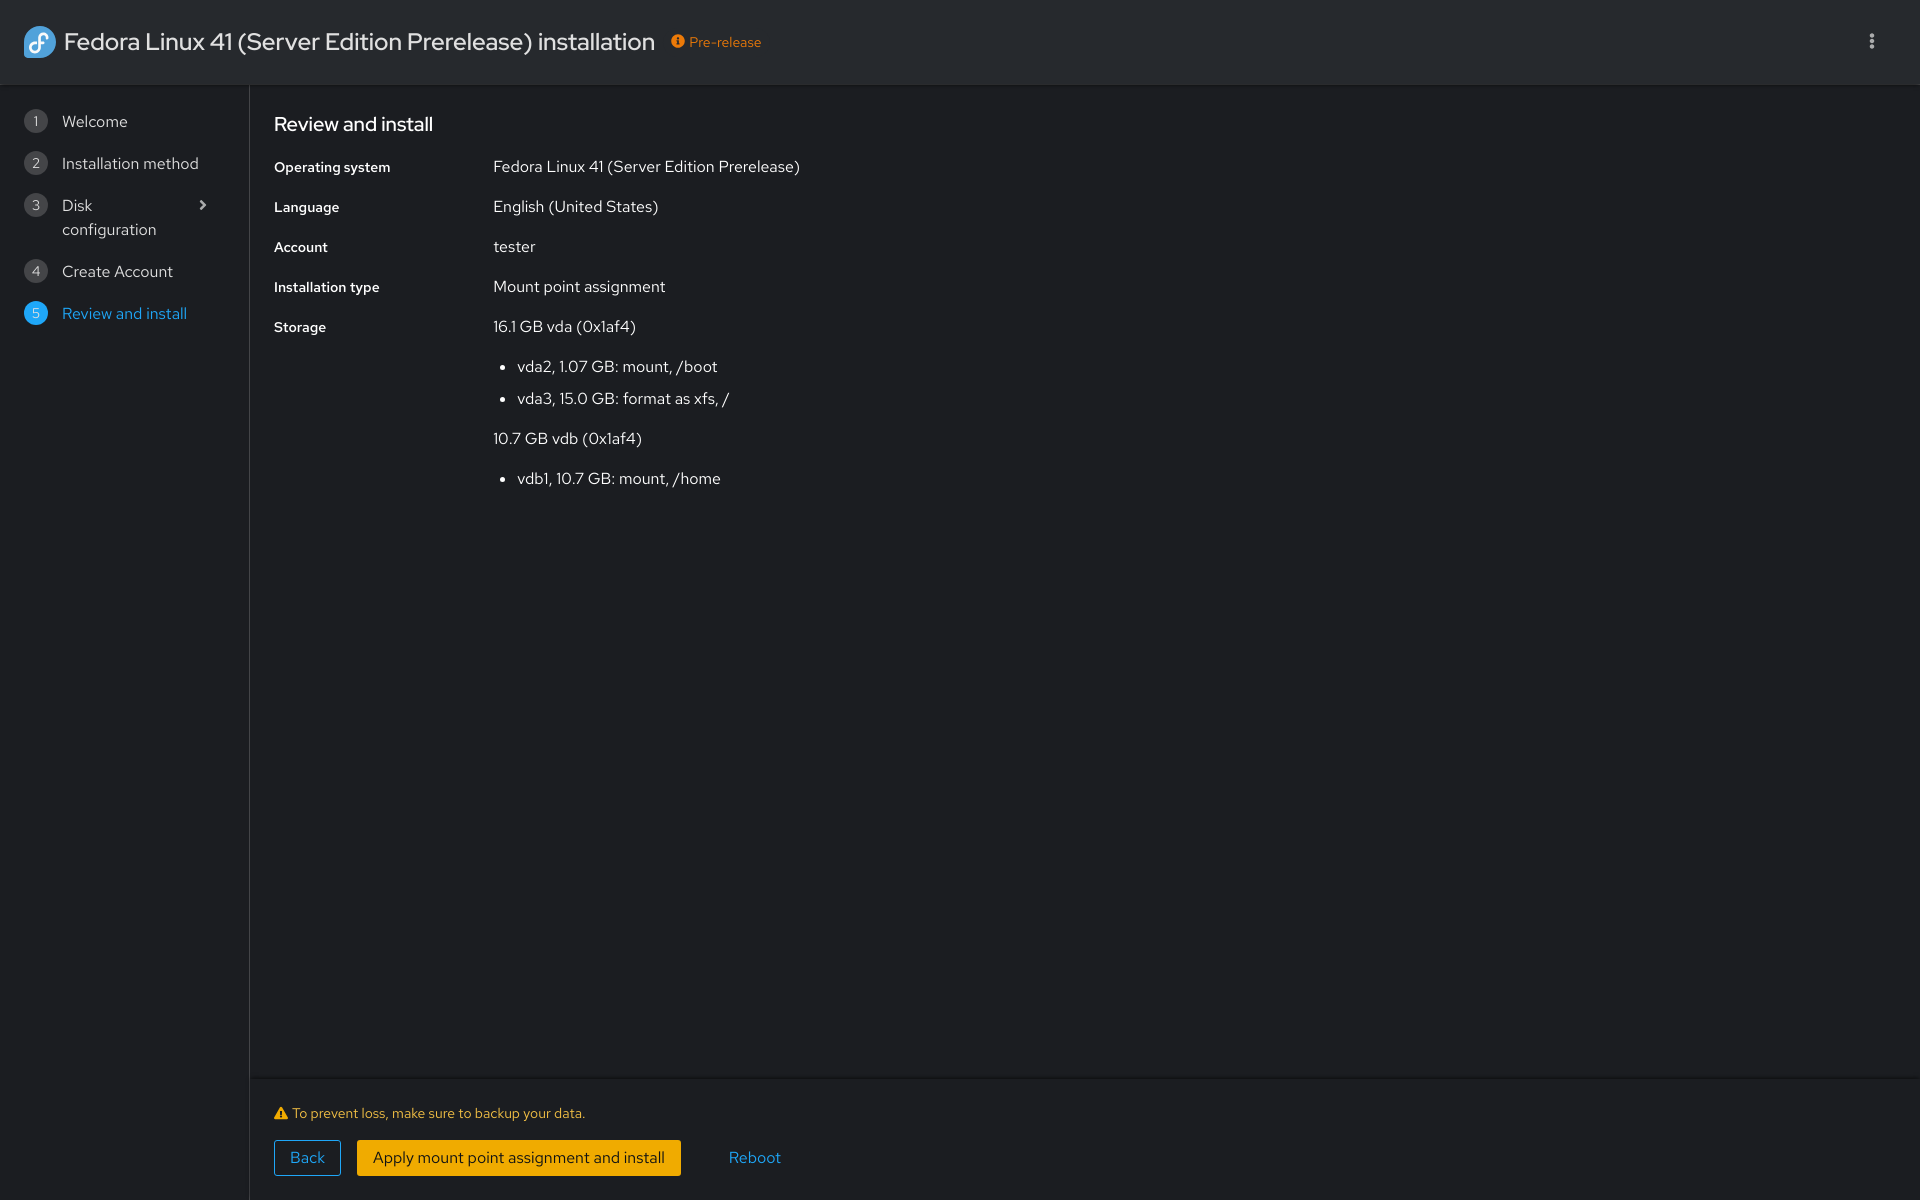 Fedora Linux 41 (Server Edition Prerelease) installation
Pre-release
1 Welcome
2 Installation method
3 Disk
configuration
4 Create Account
5 Review and install
Review and install
Operating system Fedora Linux 41 (Server Edition Prerelease)
Language English (United States)
Account tester
Installation type Mount point assignment
Storage 16.1 GB vda (0x1af4)
• vda2, 1.07 GB: mount, /boot
• vda3, 15.0 GB: format as xfs, /
10.7 GB vdb (0x1af4)
• vdb1, 10.7 GB: mount, /home
To prevent loss, make sure to backup your data.
Back Apply mount point assignment and install Reboot